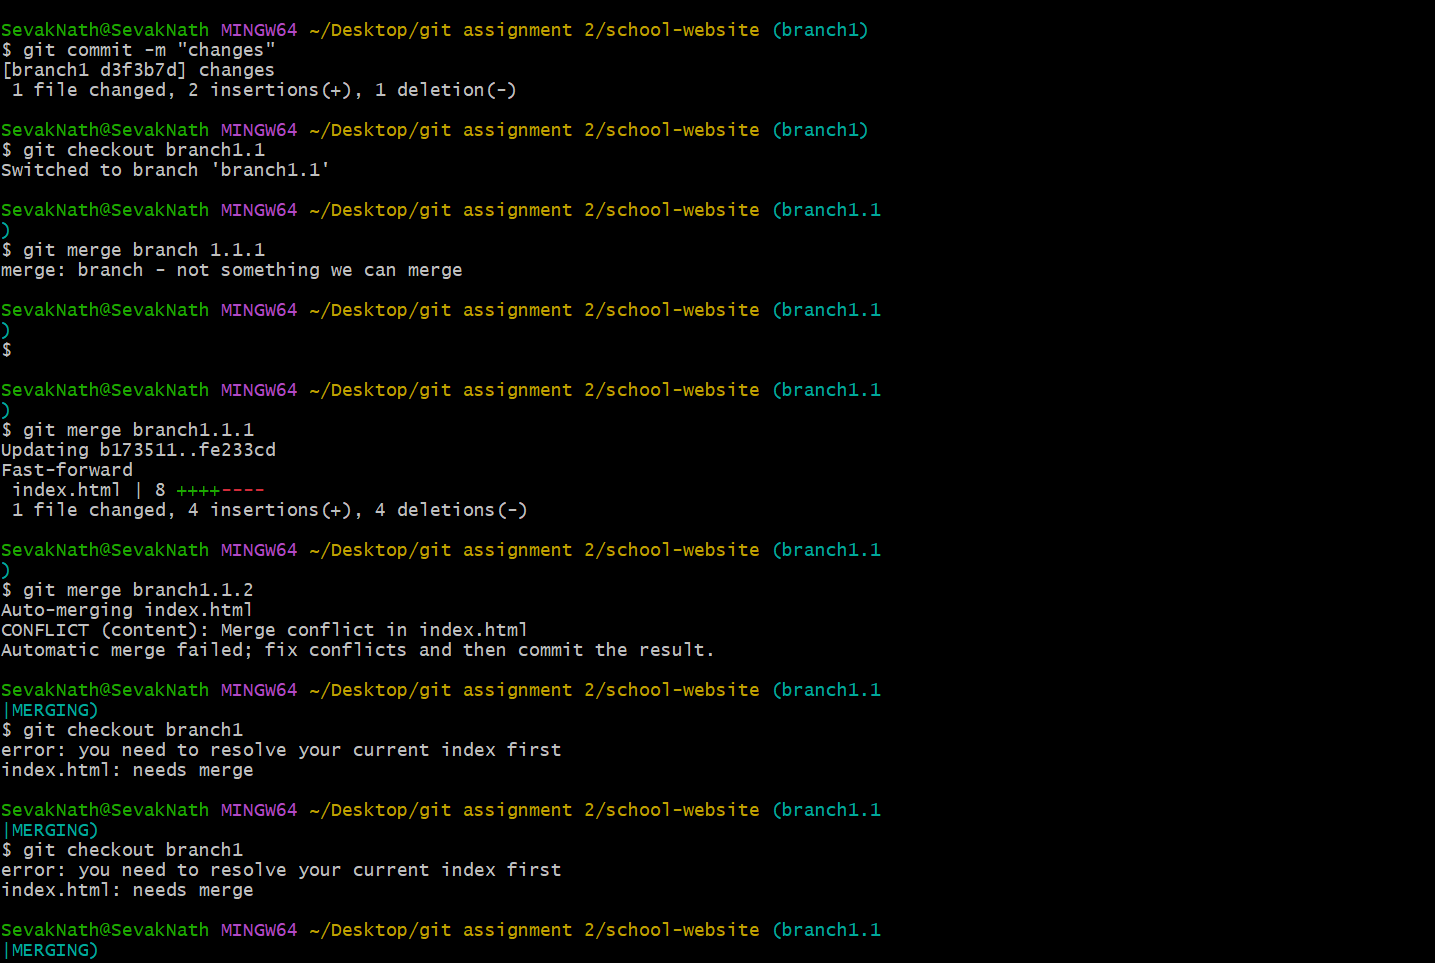 SevakNath@SevakNath MINGW64 ~/Desktop/git assignment 2/school-website (branch1)
$ git commit -m "changes"
[branch1 d3f3b7d] changes
 1 file changed, 2 insertions(+), 1 deletion(-)
SevakNath@SevakNath MINGW64 ~/Desktop/git assignment 2/school-website (branch1)
$ git checkout branch1.1
Switched to branch 'branch1.1'
SevakNath@SevakNath MINGW64 ~/Desktop/git assignment 2/school-website (branch1.1
)
$ git merge branch 1.1.1
merge: branch - not something we can merge
SevakNath@SevakNath MINGW64 ~/Desktop/git assignment 2/school-website (branch1.1
)
$
SevakNath@SevakNath MINGW64 ~/Desktop/git assignment 2/school-website (branch1.1
)
$ git merge branch1.1.1
Updating b173511..fe233cd
Fast-forward
 index.html | 8 ++++----
 1 file changed, 4 insertions(+), 4 deletions(-)
SevakNath@SevakNath MINGW64 ~/Desktop/git assignment 2/school-website (branch1.1
)
$ git merge branch1.1.2
Auto-merging index.html
CONFLICT (content): Merge conflict in index.html
Automatic merge failed; fix conflicts and then commit the result.
SevakNath@SevakNath MINGW64 ~/Desktop/git assignment 2/school-website (branch1.1
|MERGING)
$ git checkout branch1
error: you need to resolve your current index first
index.html: needs merge
SevakNath@SevakNath MINGW64 ~/Desktop/git assignment 2/school-website (branch1.1
|MERGING)
$ git checkout branch1
error: you need to resolve your current index first
index.html: needs merge
SevakNath@SevakNath MINGW64 ~/Desktop/git assignment 2/school-website (branch1.1
|MERGING)